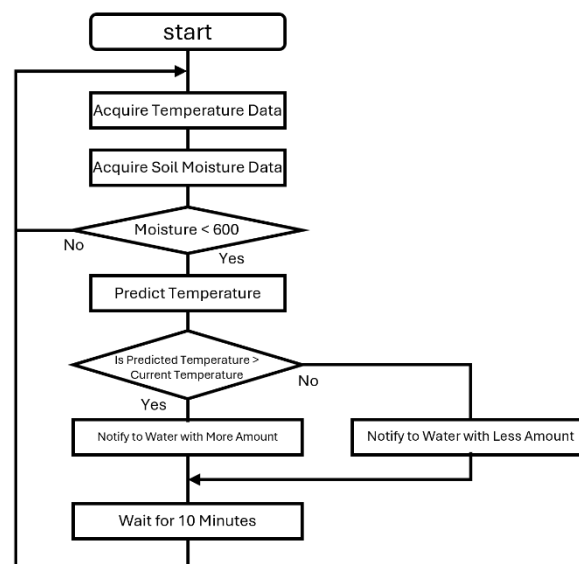 start
Acquire Temperature Data
Acquire Soil Moisture Data
Moisture < 600
No
Yes
Predict Temperature
Is Predicted Temperature >
Current Temperature
No
Yes
Notify to Water with More Amount
Notify to Water with Less Amount
Wait for 10 Minutes